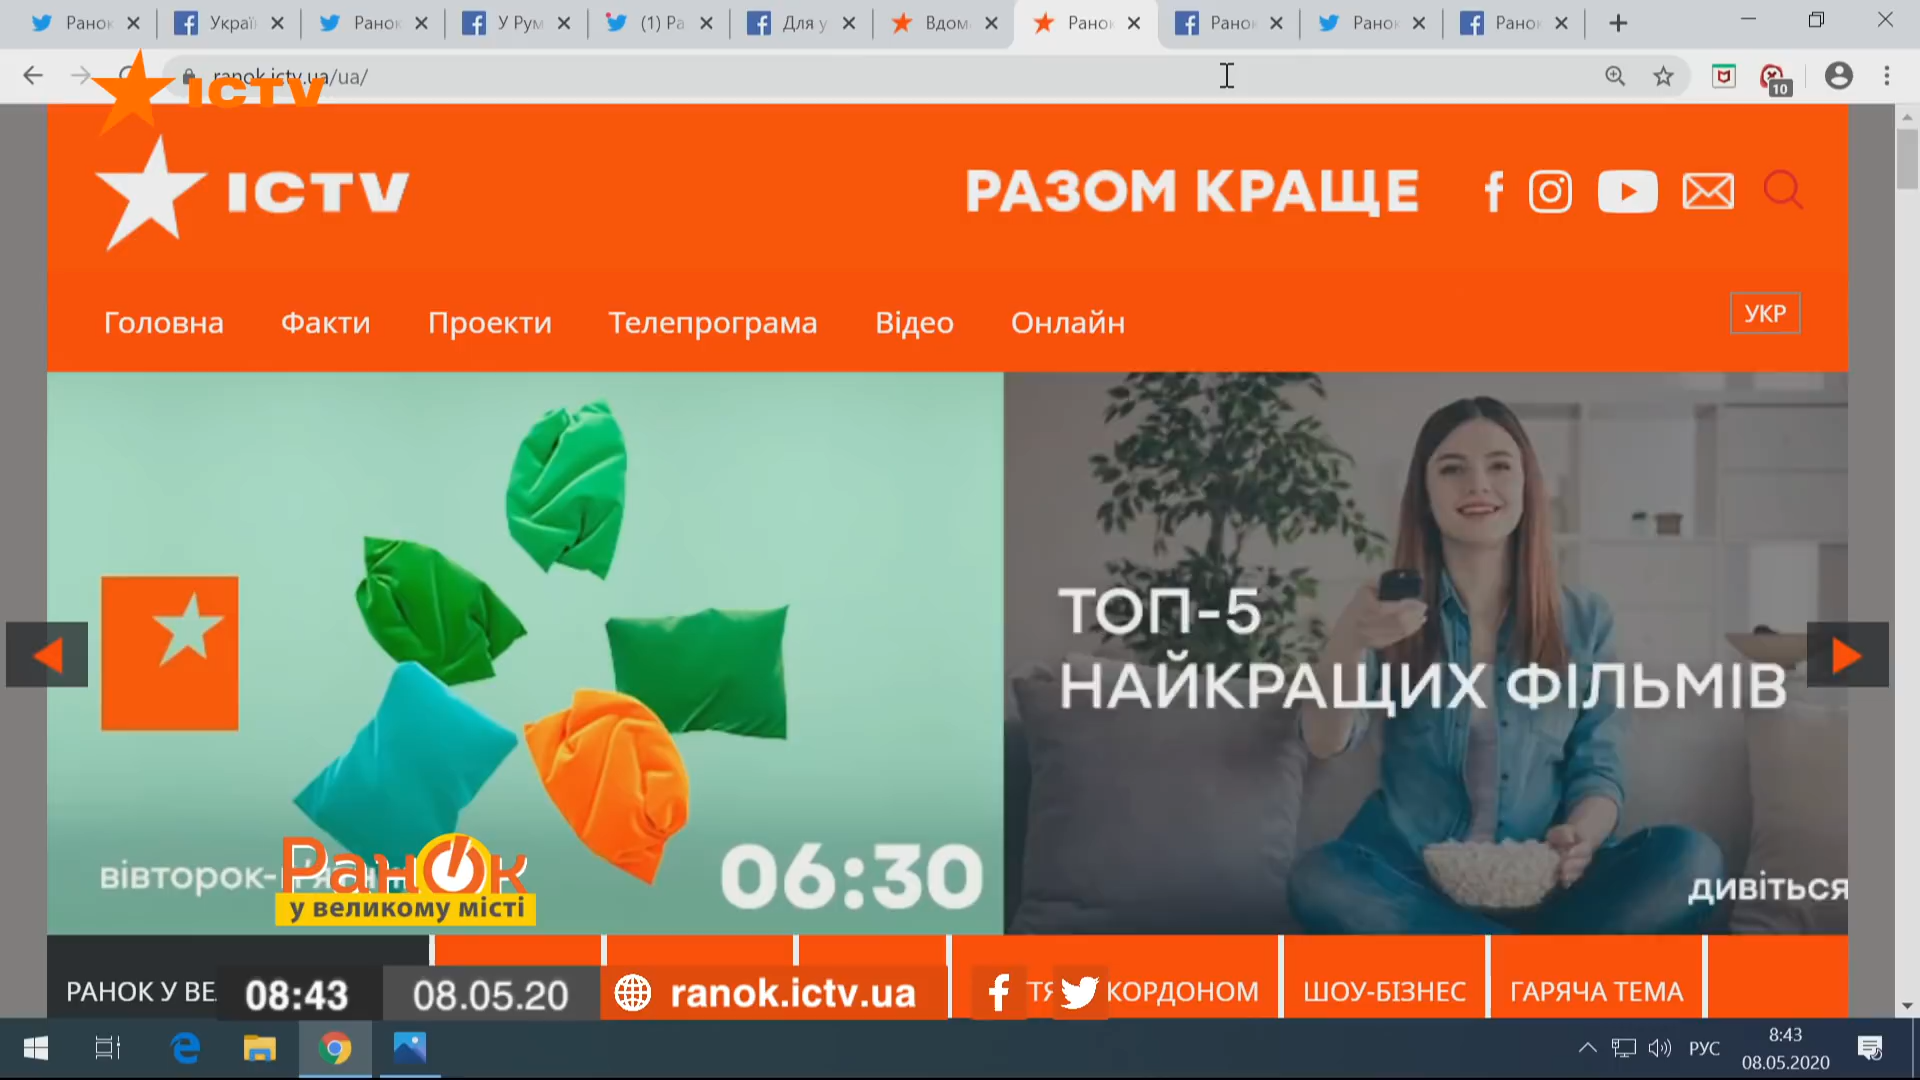 Ранок
Украї
Ранок
У Рум
(1) Ра
Для у
Вдом
Ранок
Ранок
Ранок
Ранок
ranok.ictv.ua/ua/
10
ICTV
ICTV
РАЗОМ КРАЩЕ
Головна
Факти
Проекти
Телепрограма
Відео
Онлайн
УКР
ТОП-5
НАЙКРАЩИХ ФІЛЬМІВ
вівторок-
06:30
дивіться
Ранок
у великому місті
РАНОК У ВЕ
КОРДОНОМ
ШОУ-БІЗНЕС
ГАРЯЧА ТЕМА
08:43
08.05.20
ranok.ictv.ua
РУС
8:43
08.05.2020